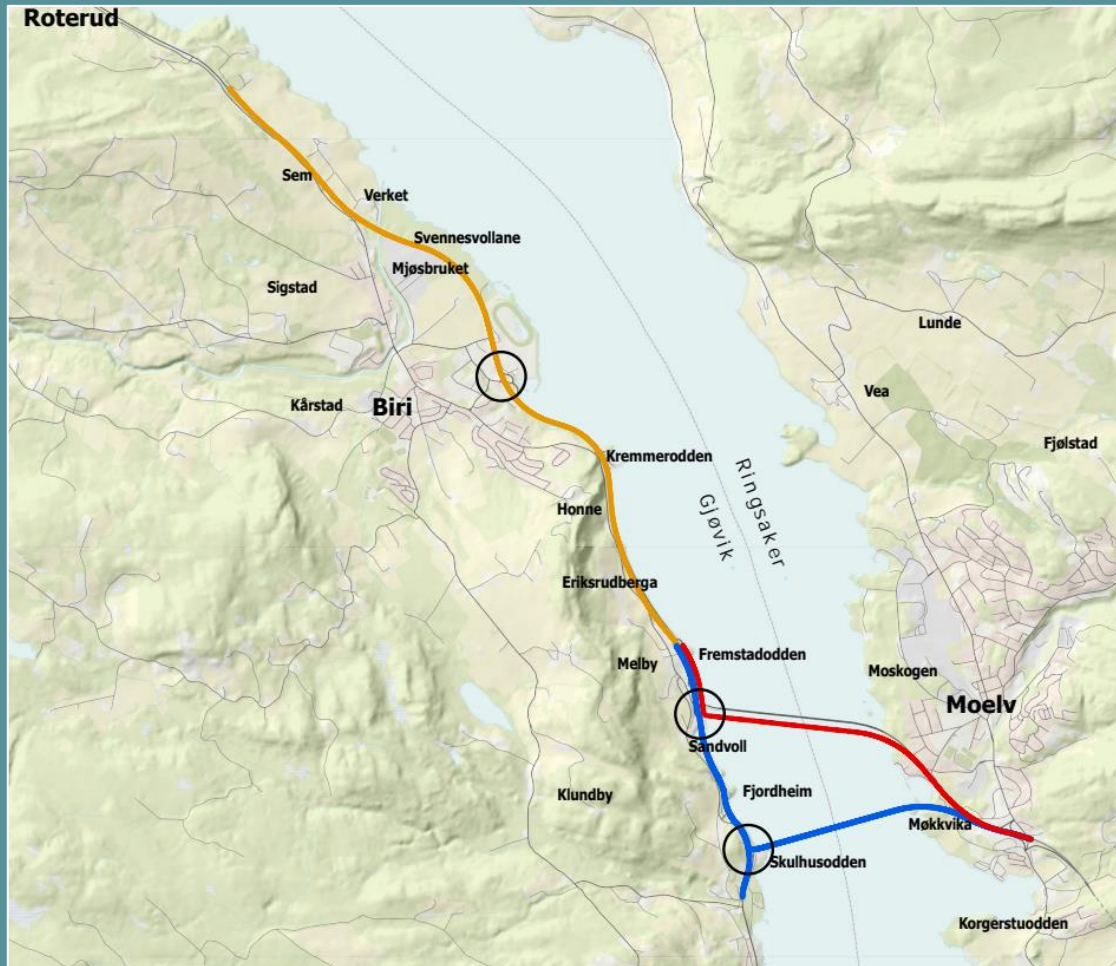 Roterud
Sem
Verket
Svennesvollane
Mjøsbruket
Sigstad
Lunde
Vea
Kårstad
Biri
Fjølstad
Kremmerodden
Ringsaker
Gjøvik
Honne
Eriksrudberga
Fremstadodden
Melby
Moskogen
Moelv
Sandvoll
Fjordheim
Klundby
Møkkvika
Skulhusodden
Korgerstuodden